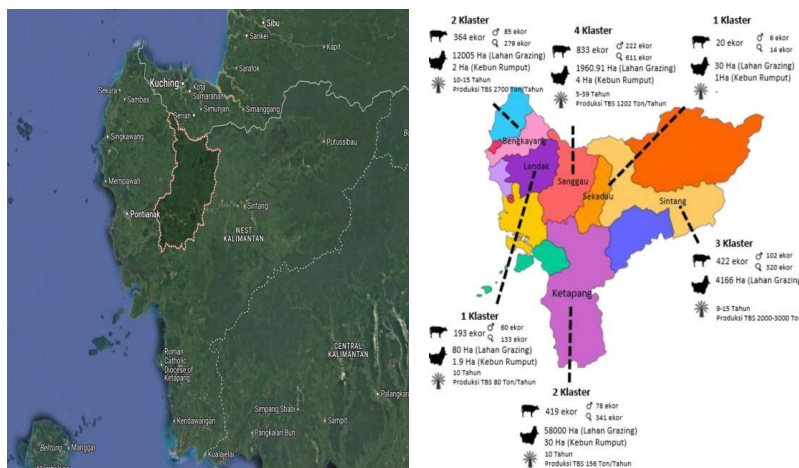 Sibu
Sarikei
Kapit
Saratok
Kuching
Kota
Samarahan
Sekura
Simunjan
Sambas
Serian
Simanggang
Singkawang
Putussibau
Mempawah
Pontianak
Sintang
WEST
KALIMANTAN
Roman
Catholic
Diocese of
Ketapang
CENTRAL
KALIMANTAN
Palangkar
Simpang Sbabi
Sampit
Kendawangan
Pangkalan Bun
Belitung
Manggar
Kualajelai
2 Klaster
364 ekor
♂ 85 ekor
♀ 279 ekor
12005 Ha (Lahan Grazing)
2 Ha (Kebun Rumput)
10-15 Tahun
Produksi TBS 2700 Ton/Tahun
4 Klaster
833 ekor
♂ 222 ekor
♀ 611 ekor
1960.91 Ha (Lahan Grazing)
4 Ha (Kebun Rumput)
5-39 Tahun
Produksi TBS 1202 Ton/Tahun
1 Klaster
20 ekor
♂ 6 ekor
♀ 14 ekor
30 Ha (Lahan Grazing)
1Ha (Kebun Rumput)
-
Bengkayang
Landak
Sanggau
Sekadau
Sintang
Ketapang
3 Klaster
422 ekor
♂ 102 ekor
♀ 320 ekor
4166 Ha (Lahan Grazing
9-15 Tahun
Produksi TBS 2000-3000 To
1 Klaster
193 ekor
♂ 60 ekor
♀ 133 ekor
80 Ha (Lahan Grazing)
1.9 Ha (Kebun Rumput)
10 Tahun
Produksi TBS 80 Ton/Tahun
2 Klaster
419 ekor
♂ 78 ekor
♀ 341 ekor
58000 Ha (Lahan Grazing)
30 Ha (Kebun Rumput)
10 Tahun
Produksi TBS 156 Ton/Tahun